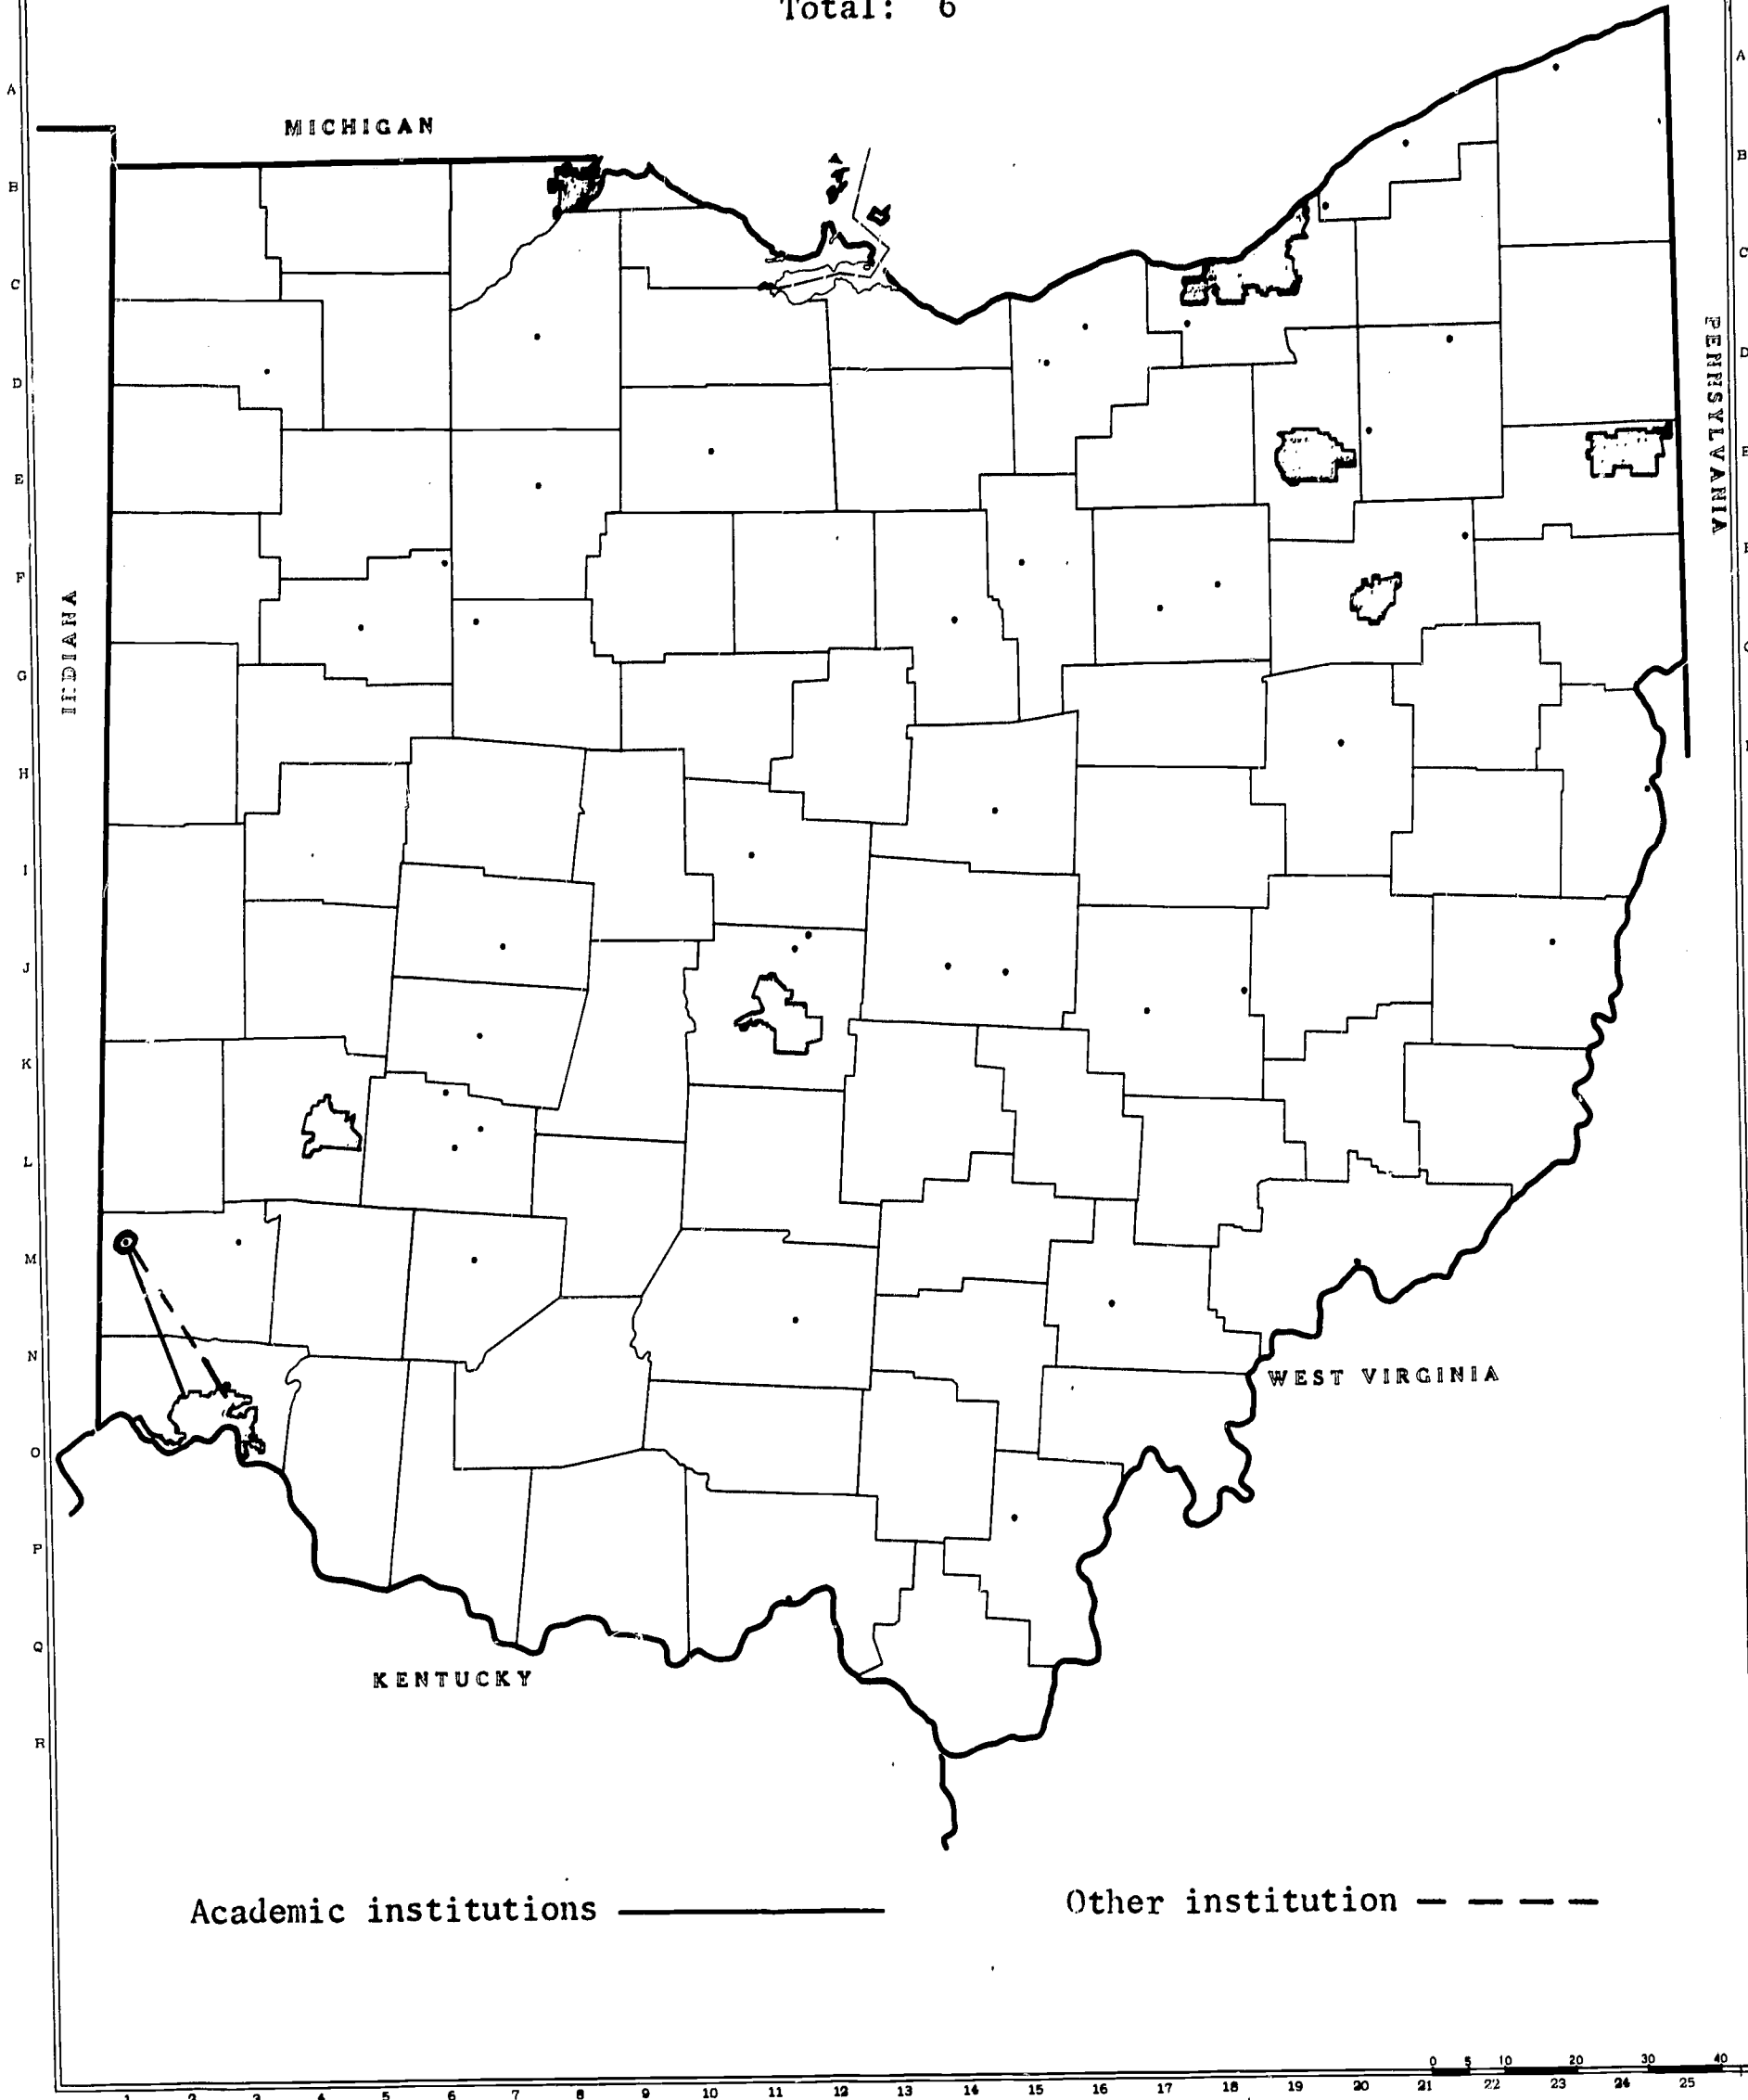 Total: 6
A
A
MICHIGAN
B
B
C
C
PENNSYLVANIA
D
D
E
E
INDIANA
F
F
G
H
I
J
K
L
M
N
WEST VIRGINIA
O
P
Q
KENTUCKY
R
Academic institutions
Other institution
0 5 10 20 30 40
1 2 3 4 5 6 7 8 9 10 11 12 13 14 15 16 17 18 19 20 21 22 23 24 25